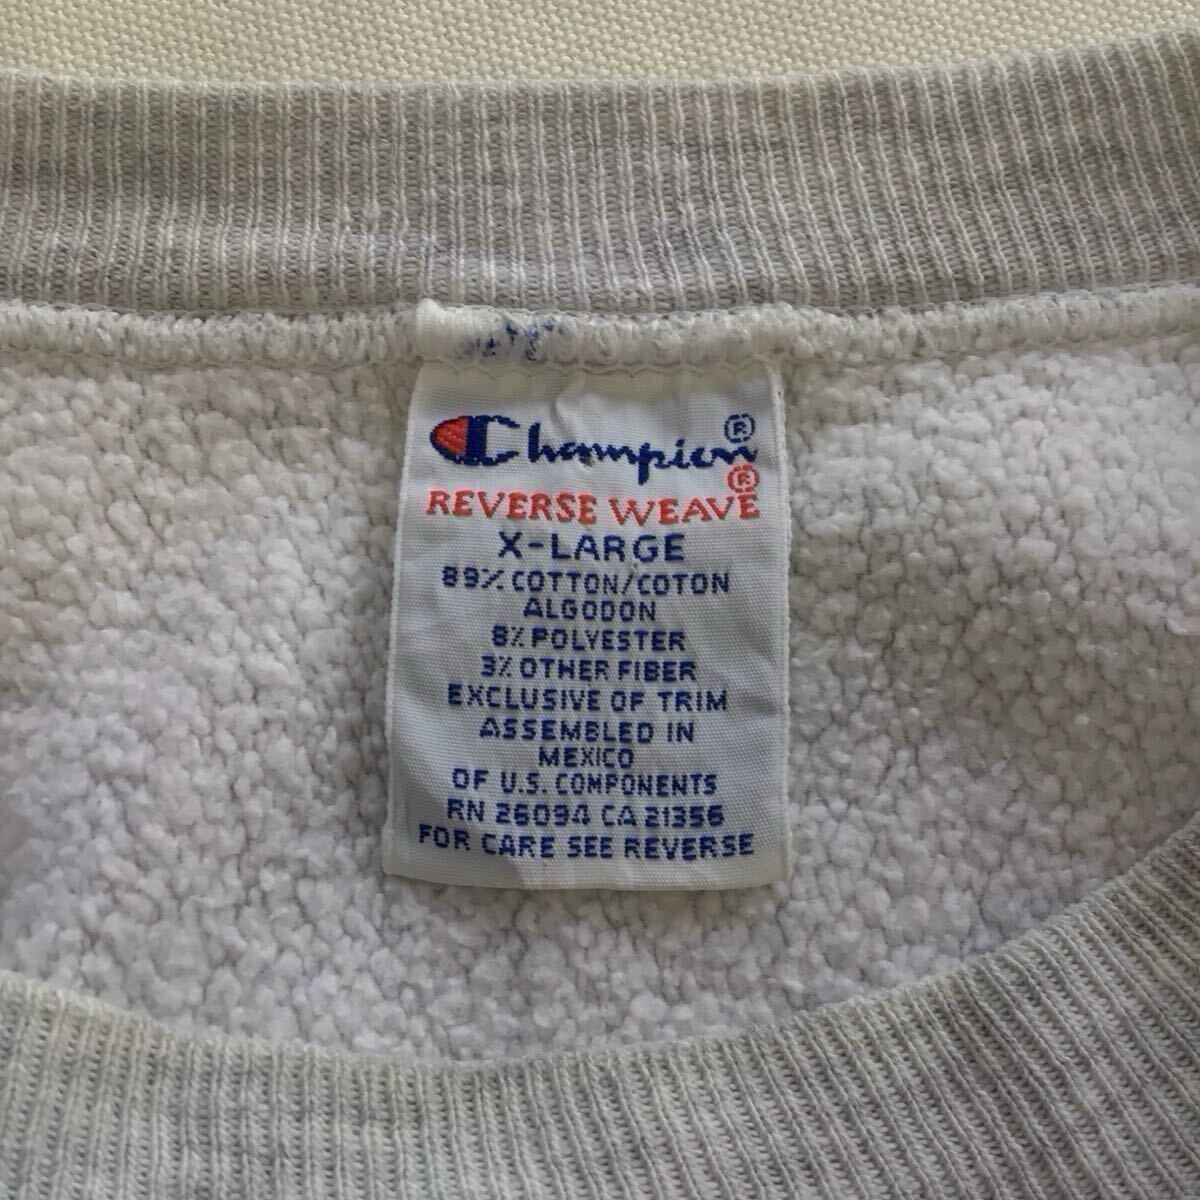 Champion®
REVERSE WEAVE®
X-LARGE
89% COTTON/COTON
ALGODON
8% POLYESTER
3% OTHER FIBER
EXCLUSIVE OF TRIM
ASSEMBLED IN
MEXICO
OF U.S. COMPONENTS
RN 26094 CA 21356
FOR CARE SEE REVERSE